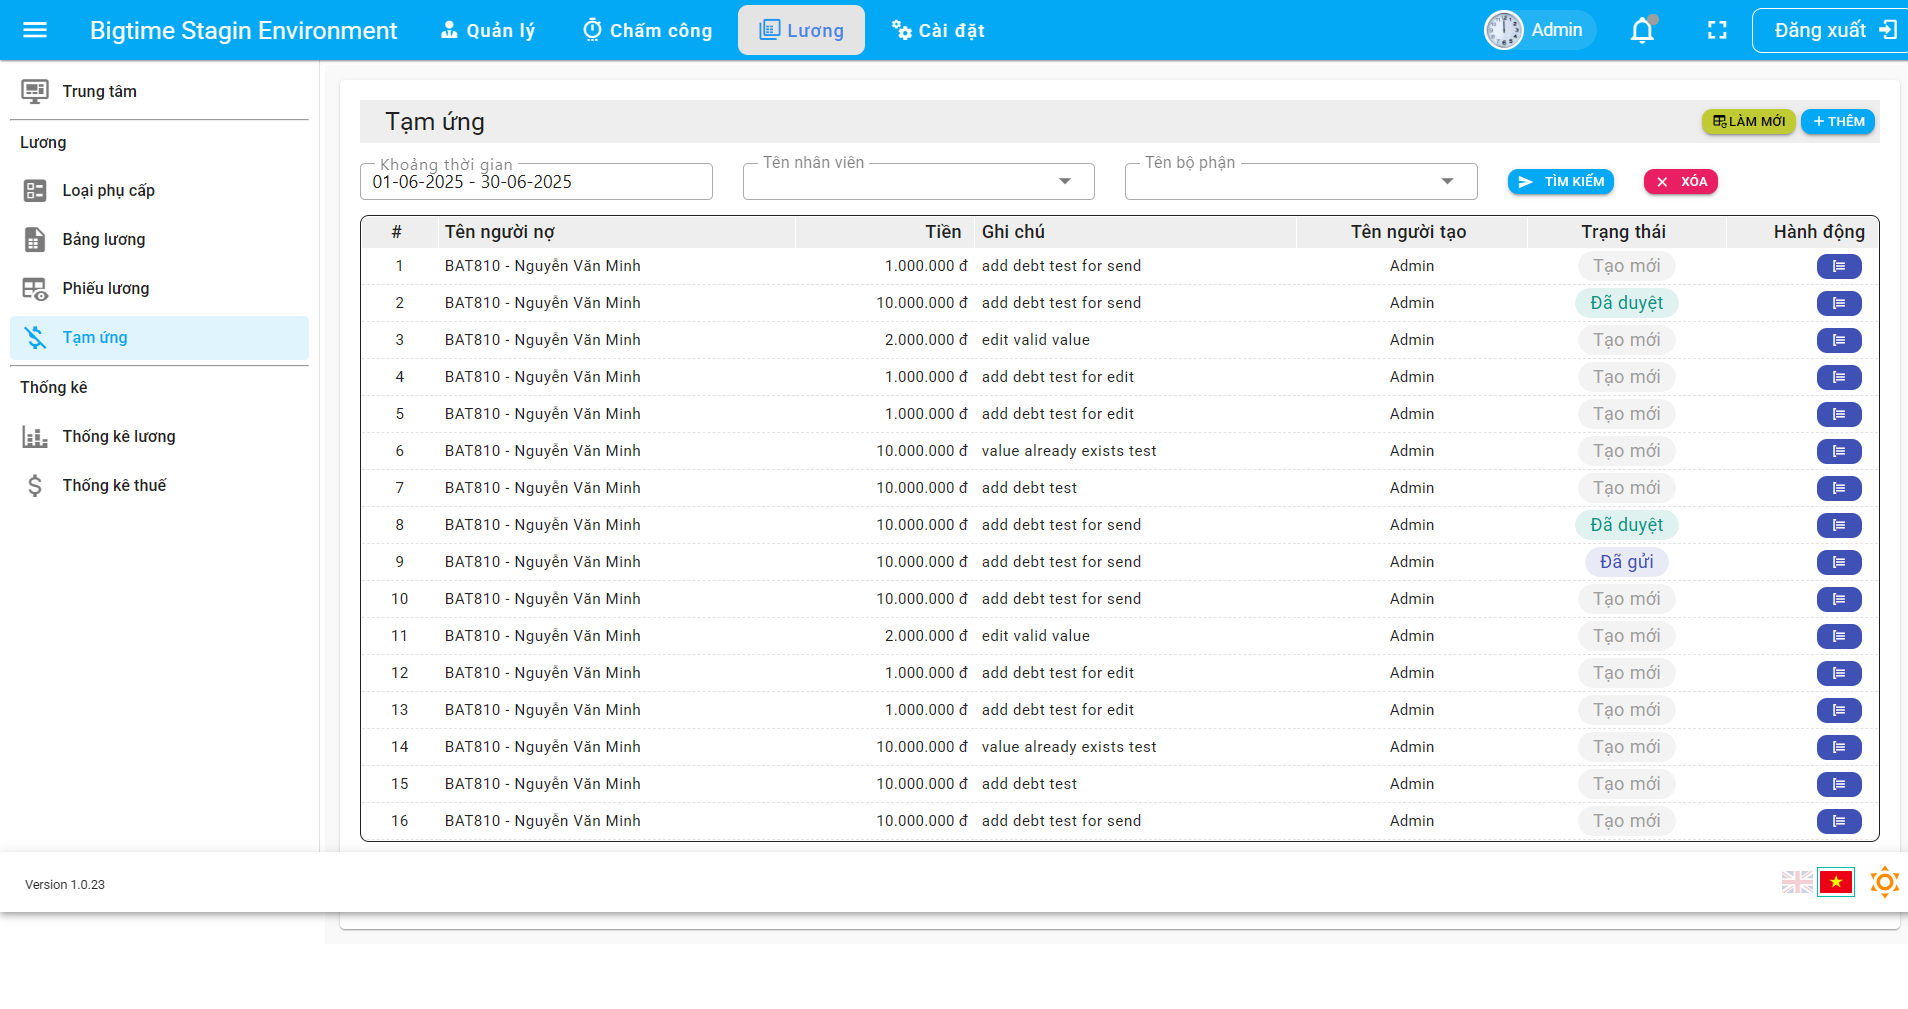 Bigtime Stagin Environment Quản lý Chấm công Lương Cài đặt Admin Đăng xuất
Trung tâm
Lương
Loại phụ cấp
Bảng lương
Phiếu lương
Tạm ứng
Thống kê
Thống kê lương
Thống kê thuế
Tạm ứng LÀM MỚI + THÊM
Khoảng thời gian Tên nhân viên Tên bộ phận
01-06-2025 - 30-06-2025 TÌM KIẾM XÓA
# Tên người nợ Tiền Ghi chú Tên người tạo Trạng thái Hành động
1 BAT810 - Nguyễn Văn Minh 1.000.000 đ add debt test for send Admin Tạo mới
2 BAT810 - Nguyễn Văn Minh 10.000.000 đ add debt test for send Admin Đã duyệt
3 BAT810 - Nguyễn Văn Minh 2.000.000 đ edit valid value Admin Tạo mới
4 BAT810 - Nguyễn Văn Minh 1.000.000 đ add debt test for edit Admin Tạo mới
5 BAT810 - Nguyễn Văn Minh 1.000.000 đ add debt test for edit Admin Tạo mới
6 BAT810 - Nguyễn Văn Minh 10.000.000 đ value already exists test Admin Tạo mới
7 BAT810 - Nguyễn Văn Minh 10.000.000 đ add debt test Admin Tạo mới
8 BAT810 - Nguyễn Văn Minh 10.000.000 đ add debt test for send Admin Đã duyệt
9 BAT810 - Nguyễn Văn Minh 10.000.000 đ add debt test for send Admin Đã gửi
10 BAT810 - Nguyễn Văn Minh 10.000.000 đ add debt test for send Admin Tạo mới
11 BAT810 - Nguyễn Văn Minh 2.000.000 đ edit valid value Admin Tạo mới
12 BAT810 - Nguyễn Văn Minh 1.000.000 đ add debt test for edit Admin Tạo mới
13 BAT810 - Nguyễn Văn Minh 1.000.000 đ add debt test for edit Admin Tạo mới
14 BAT810 - Nguyễn Văn Minh 10.000.000 đ value already exists test Admin Tạo mới
15 BAT810 - Nguyễn Văn Minh 10.000.000 đ add debt test Admin Tạo mới
16 BAT810 - Nguyễn Văn Minh 10.000.000 đ add debt test for send Admin Tạo mới
Version 1.0.23